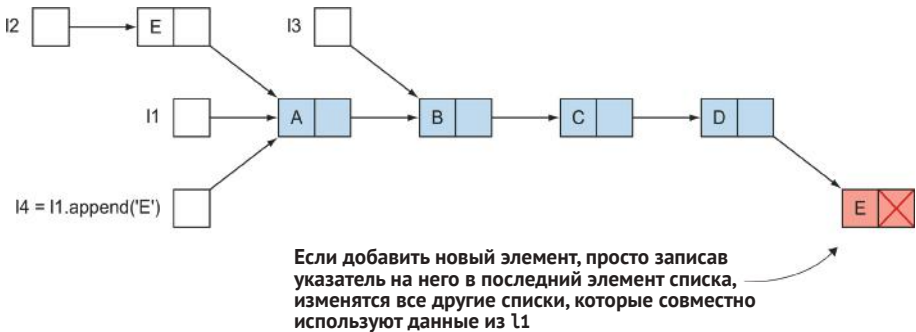 l2
E
l3
l1
A
B
C
D
l4 = l1.append('E')
E
Если добавить новый элемент, просто записав
указатель на него в последний элемент списка,
изменятся все другие списки, которые совместно
используют данные из l1